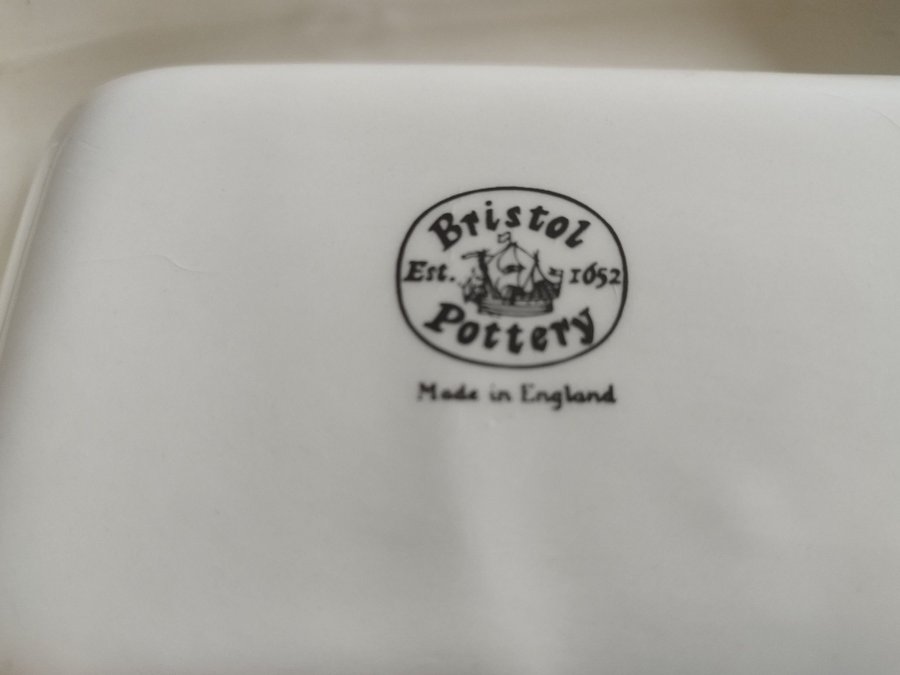 Bristol
Est. 1652
Pottery
Made in England